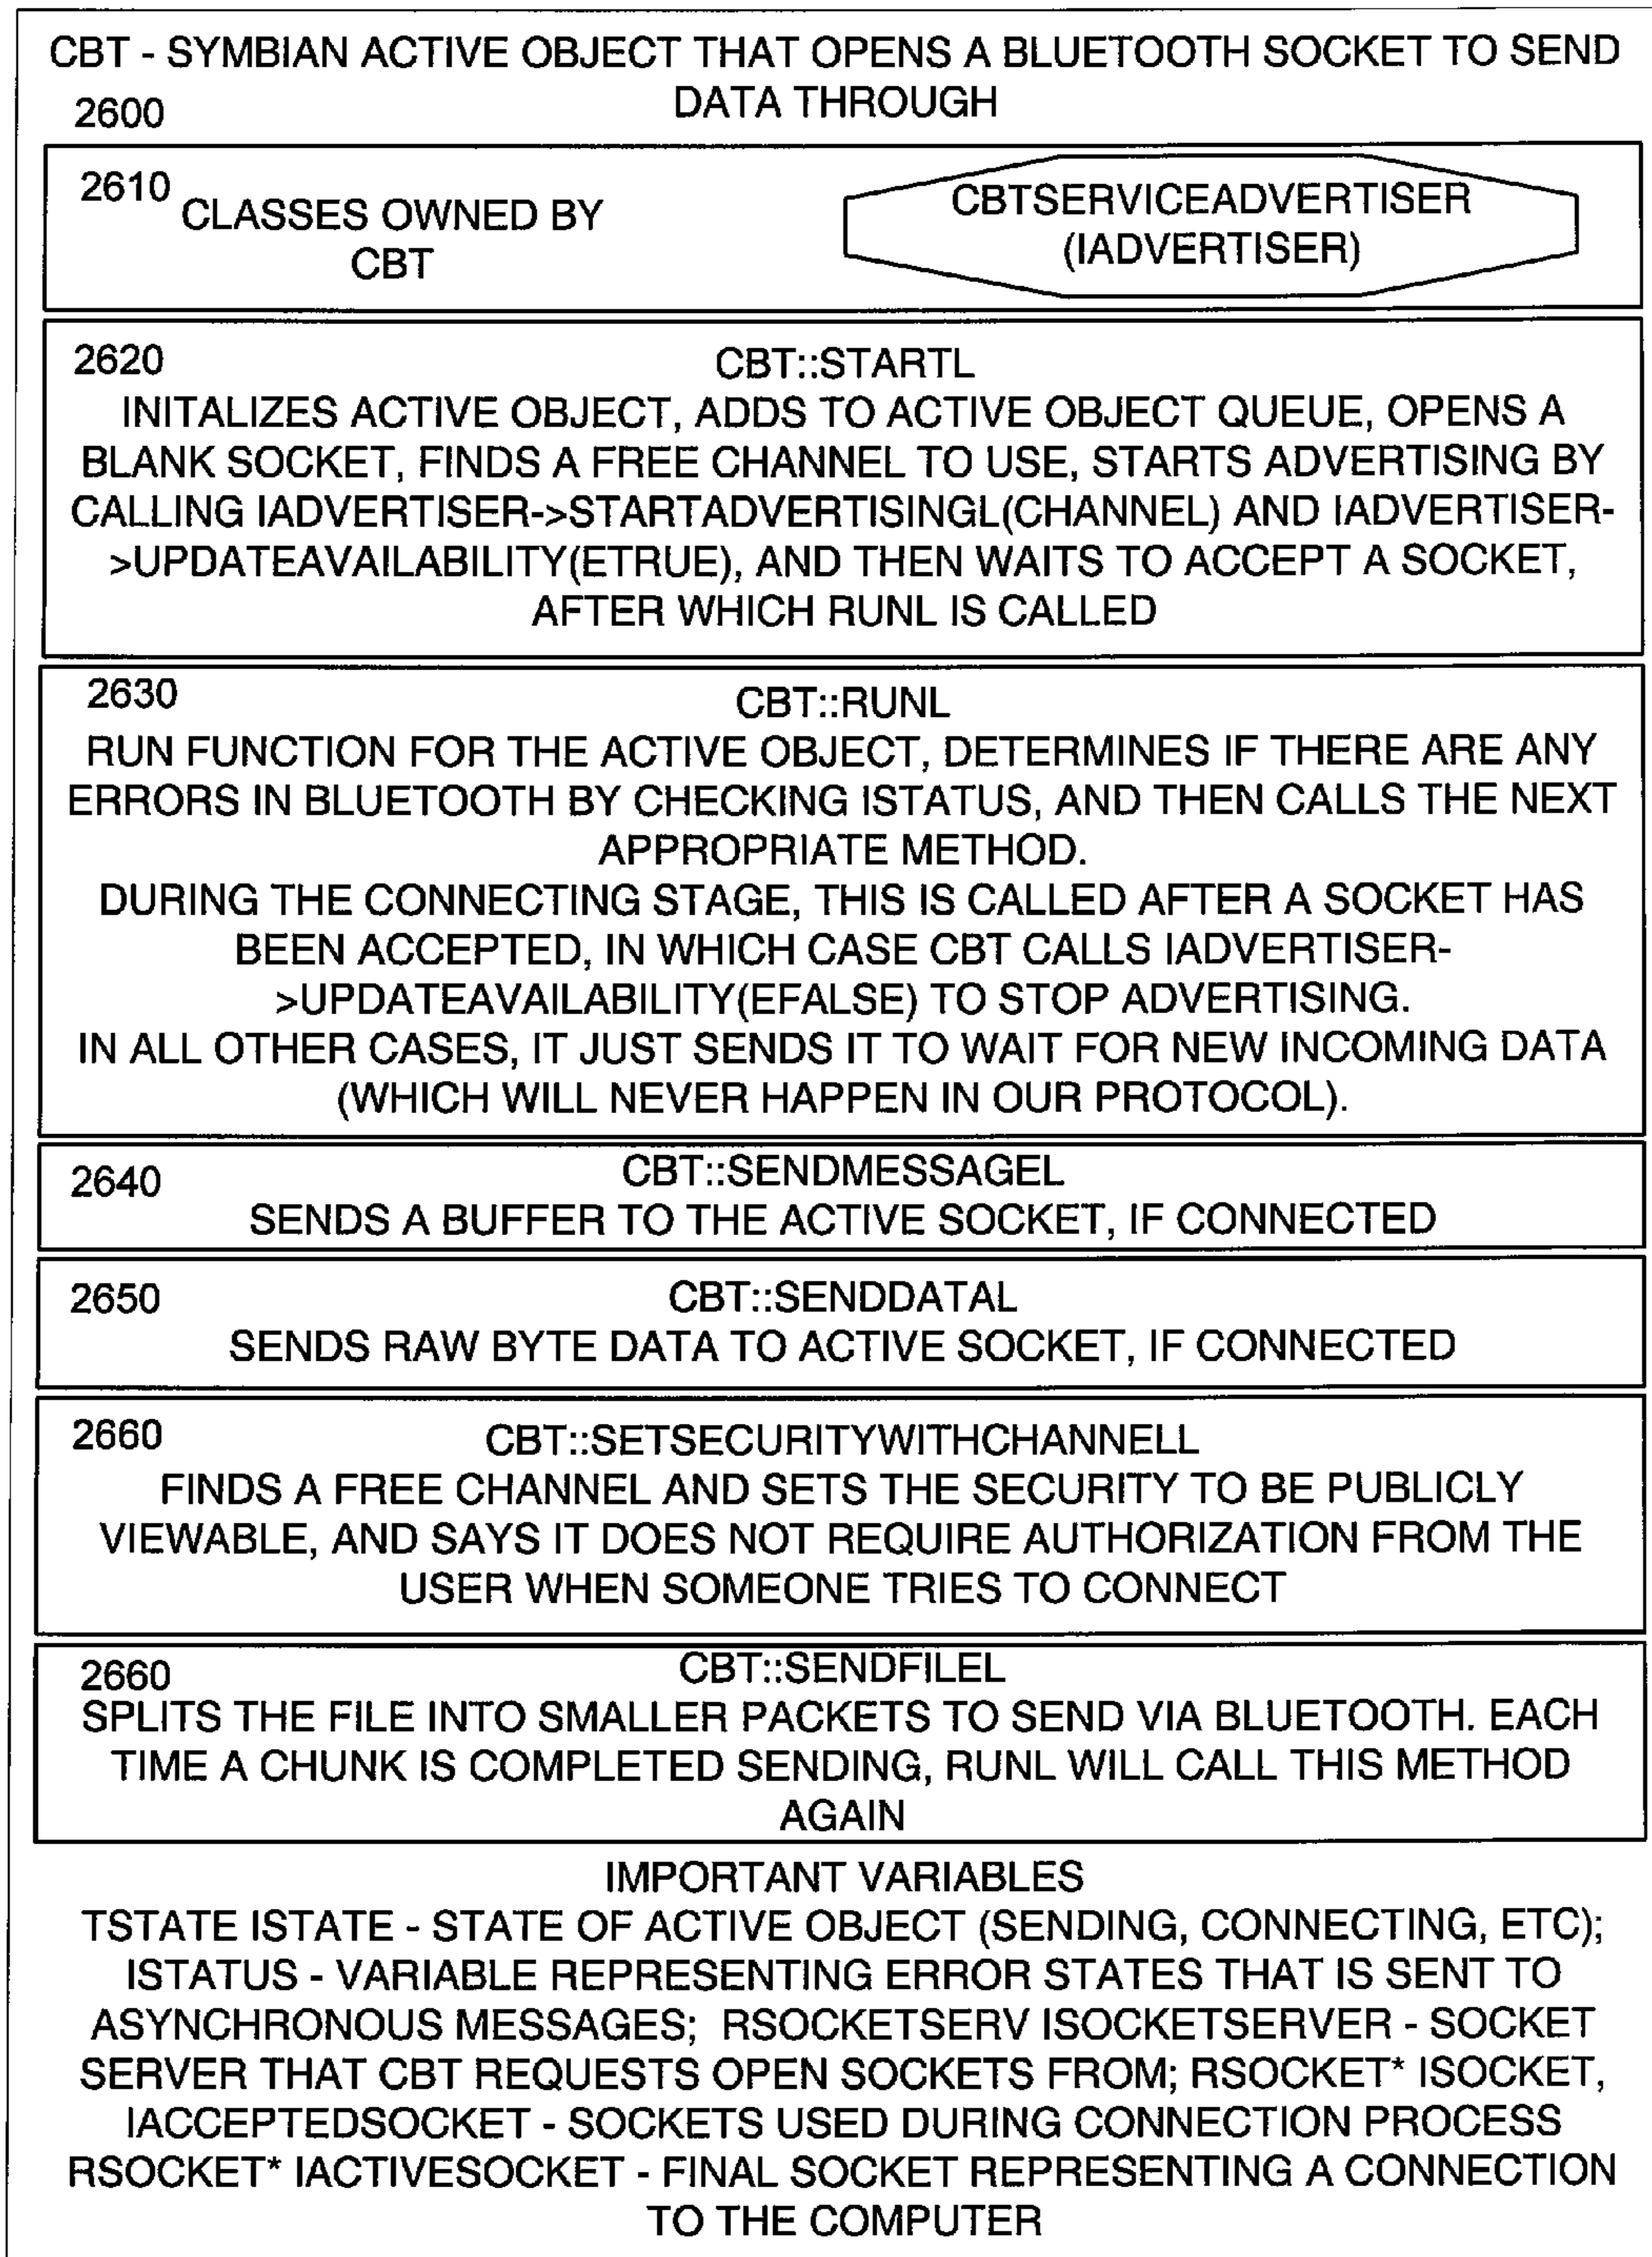 CBT - SYMBIAN ACTIVE OBJECT THAT OPENS A BLUETOOTH SOCKET TO SEND
2600 DATA THROUGH
2610
CLASSES OWNED BY
CBT
CBTSERVICEADVERTISER
(IADVERTISER)
2620 CBT::STARTL
INITALIZES ACTIVE OBJECT, ADDS TO ACTIVE OBJECT QUEUE, OPENS A
BLANK SOCKET, FINDS A FREE CHANNEL TO USE, STARTS ADVERTISING BY
CALLING IADVERTISER->STARTADVERTISINGL(CHANNEL) AND IADVERTISER-
>UPDATEAVAILABILITY(ETRUE), AND THEN WAITS TO ACCEPT A SOCKET,
AFTER WHICH RUNL IS CALLED
2630 CBT::RUNL
RUN FUNCTION FOR THE ACTIVE OBJECT, DETERMINES IF THERE ARE ANY
ERRORS IN BLUETOOTH BY CHECKING ISTATUS, AND THEN CALLS THE NEXT
APPROPRIATE METHOD.
DURING THE CONNECTING STAGE, THIS IS CALLED AFTER A SOCKET HAS
BEEN ACCEPTED, IN WHICH CASE CBT CALLS IADVERTISER-
>UPDATEAVAILABILITY(EFALSE) TO STOP ADVERTISING.
IN ALL OTHER CASES, IT JUST SENDS IT TO WAIT FOR NEW INCOMING DATA
(WHICH WILL NEVER HAPPEN IN OUR PROTOCOL).
2640 CBT::SENDMESSAGEL
SENDS A BUFFER TO THE ACTIVE SOCKET, IF CONNECTED
2650 CBT::SENDDATAL
SENDS RAW BYTE DATA TO ACTIVE SOCKET, IF CONNECTED
2660 CBT::SETSECURITYWITHCHANNELL
FINDS A FREE CHANNEL AND SETS THE SECURITY TO BE PUBLICLY
VIEWABLE, AND SAYS IT DOES NOT REQUIRE AUTHORIZATION FROM THE
USER WHEN SOMEONE TRIES TO CONNECT
2660 CBT::SENDFILEL
SPLITS THE FILE INTO SMALLER PACKETS TO SEND VIA BLUETOOTH. EACH
TIME A CHUNK IS COMPLETED SENDING, RUNL WILL CALL THIS METHOD
AGAIN
IMPORTANT VARIABLES
TSTATE ISTATE - STATE OF ACTIVE OBJECT (SENDING, CONNECTING, ETC);
ISTATUS - VARIABLE REPRESENTING ERROR STATES THAT IS SENT TO
ASYNCHRONOUS MESSAGES; RSOCKETSERV ISOCKETSERVER - SOCKET
SERVER THAT CBT REQUESTS OPEN SOCKETS FROM; RSOCKET* ISOCKET,
IACCEPTEDSOCKET - SOCKETS USED DURING CONNECTION PROCESS
RSOCKET* IACTIVESOCKET - FINAL SOCKET REPRESENTING A CONNECTION
TO THE COMPUTER